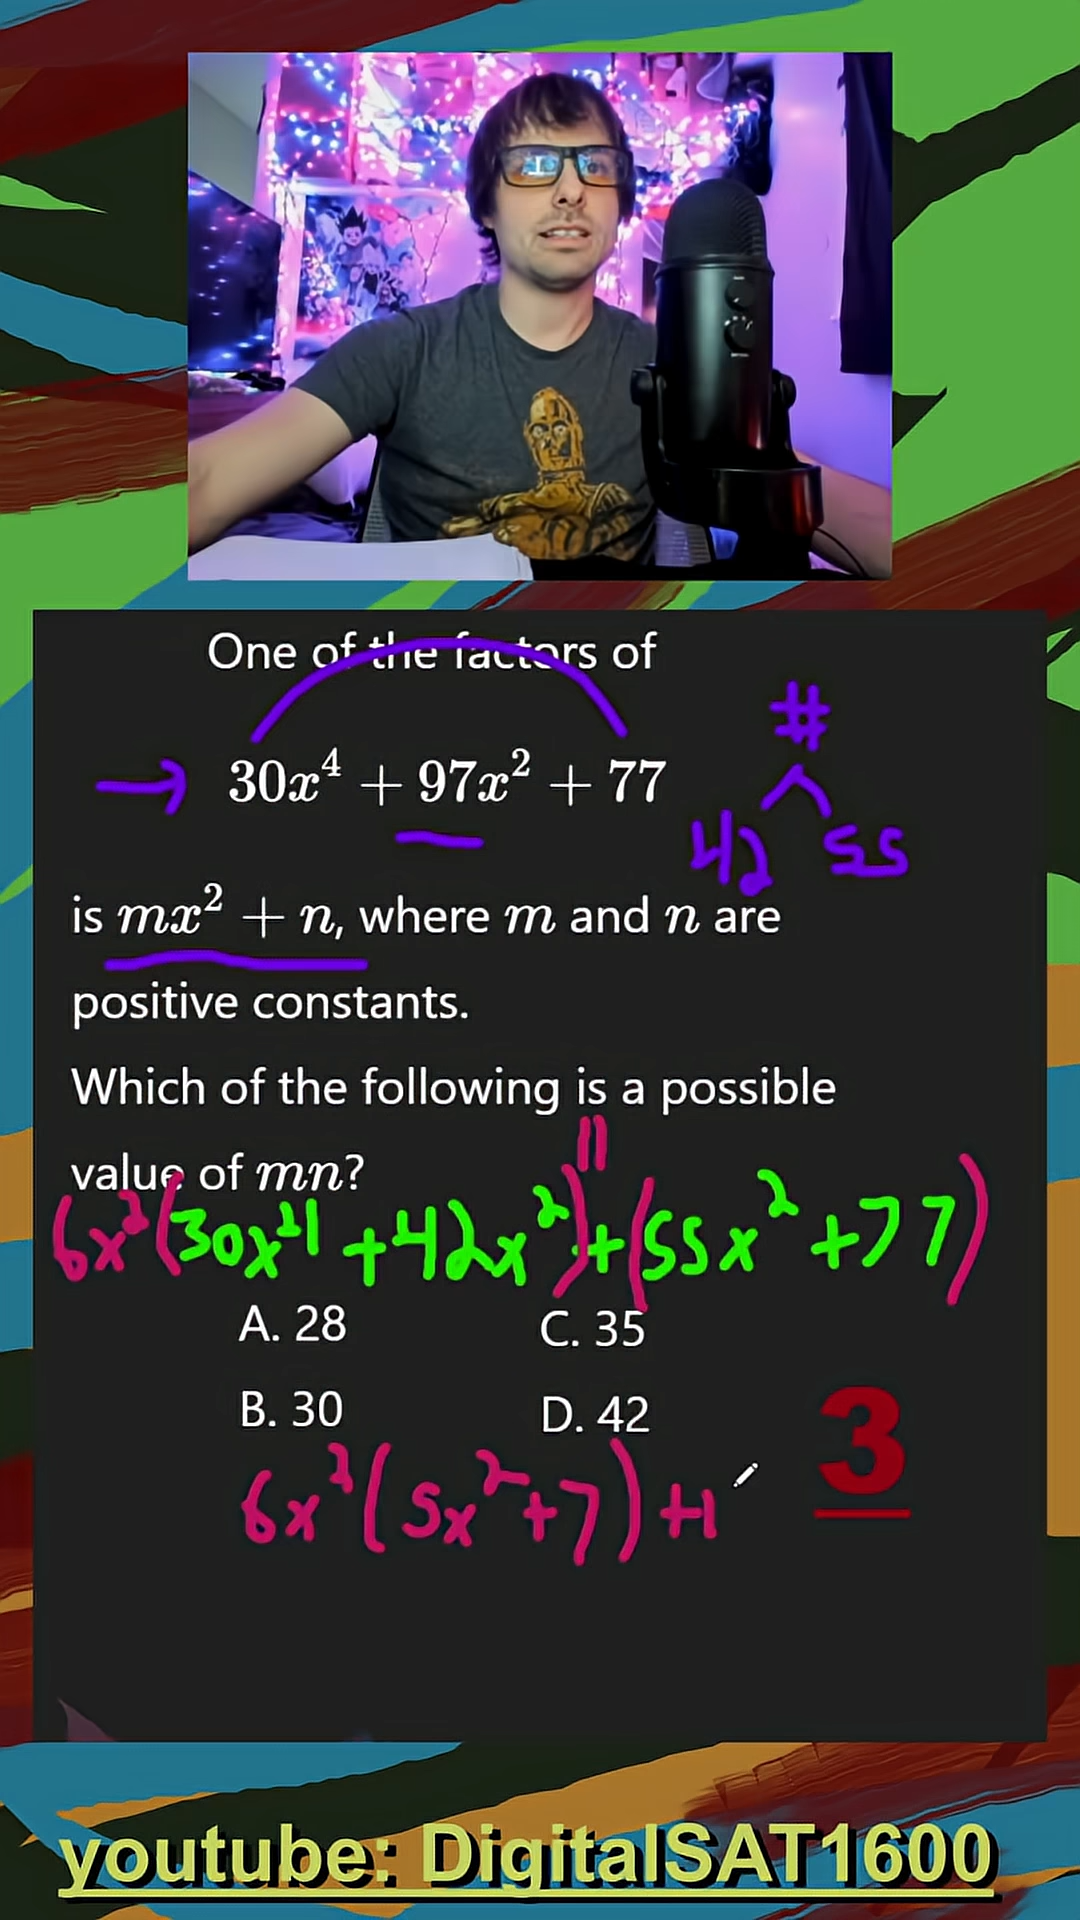 One of the factors of
30x⁴ + 97x² + 77
#
42 55
is mx² + n, where m and n are
positive constants.
Which of the following is a possible
value of mn?
11
6x²(30x⁴ + 42x²) + (55x² + 77)
A. 28
C. 35
B. 30
D. 42
3
6x²(5x² + 7) + 1
youtube: DigitalSAT1600